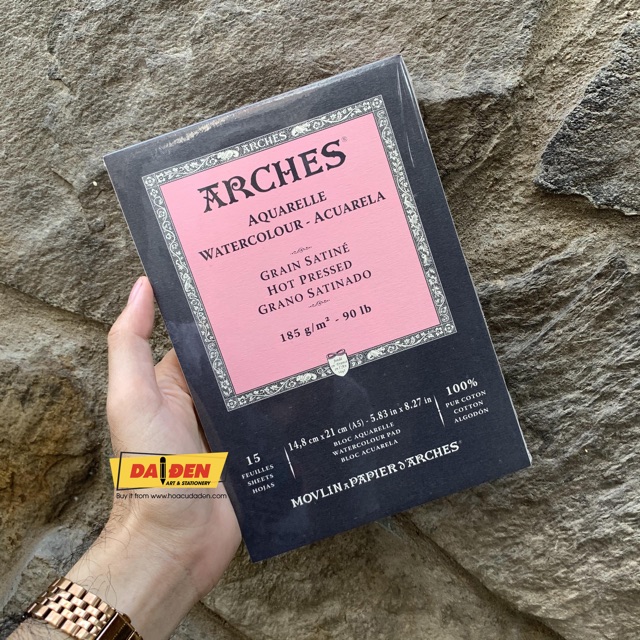 ARCHES
ARCHES®
AQUARELLE
WATERCOLOUR - ACUARELA
GRAIN SATINÉ
HOT PRESSED
GRANO SATINADO
185 g/m² - 90 lb
15
FEUILLES
SHEETS
HOJAS
14,8 cm x 21 cm (A5) - 5.83 in x 8.27 in
BLOC AQUARELLE
WATERCOLOUR PAD
BLOC ACUARELA
100%
PUR COTON
COTTON
ALGODÓN
MOVLIN À PAPIER D'ARCHES®
DAIDEN
ART & STATIONERY
Buy it from www.hoacudaden.com